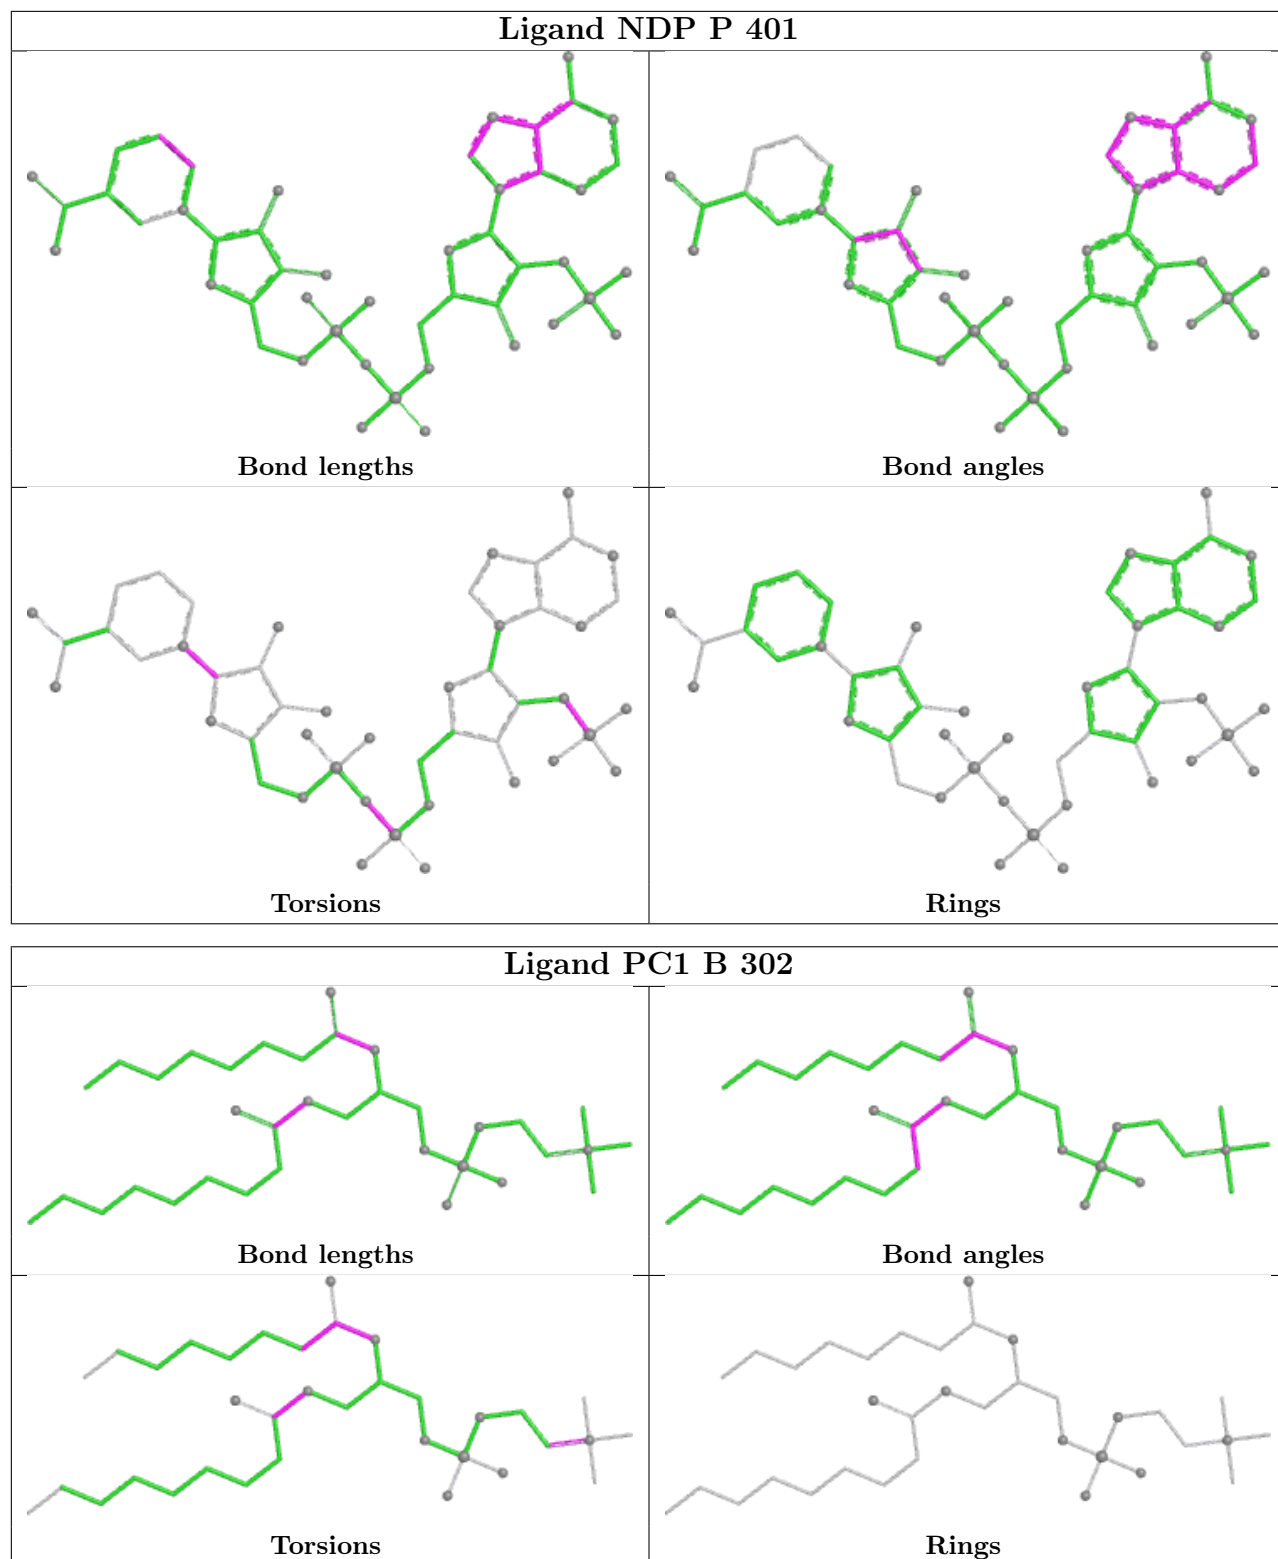 Ligand NDP P 401
Bond lengths
Bond angles
Torsions
Rings
Ligand PC1 B 302
Bond lengths
Bond angles
Torsions
Rings